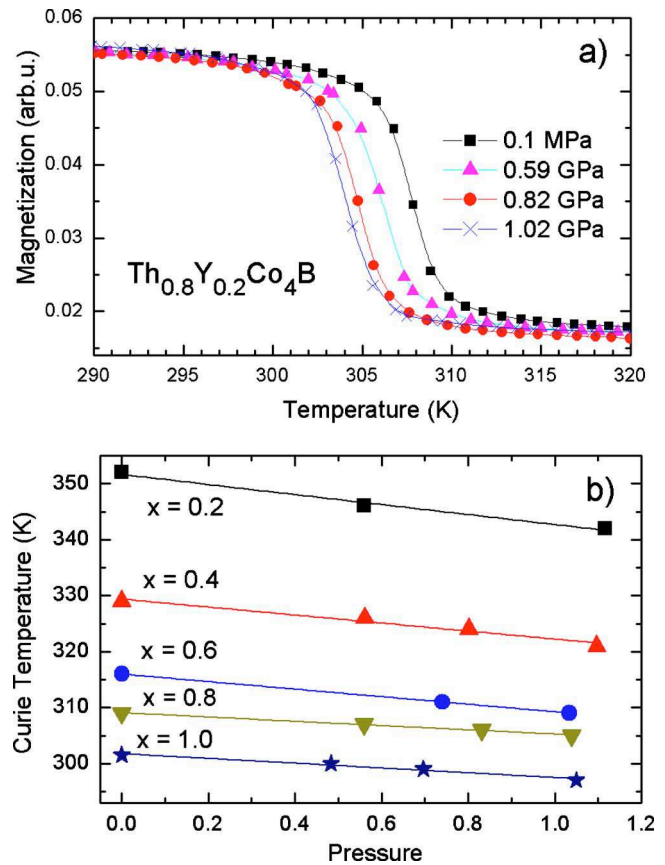 a)
0.06
0.05
0.04
0.03
0.02
Magnetization (arb.u.)
0.1 MPa
0.59 GPa
0.82 GPa
1.02 GPa
Th0.8Y0.2Co4B
290 295 300 305 310 315 320
Temperature (K)
b)
350
340
330
320
310
300
Curie Temperature (K)
x = 0.2
x = 0.4
x = 0.6
x = 0.8
x = 1.0
0.0 0.2 0.4 0.6 0.8 1.0 1.2
Pressure